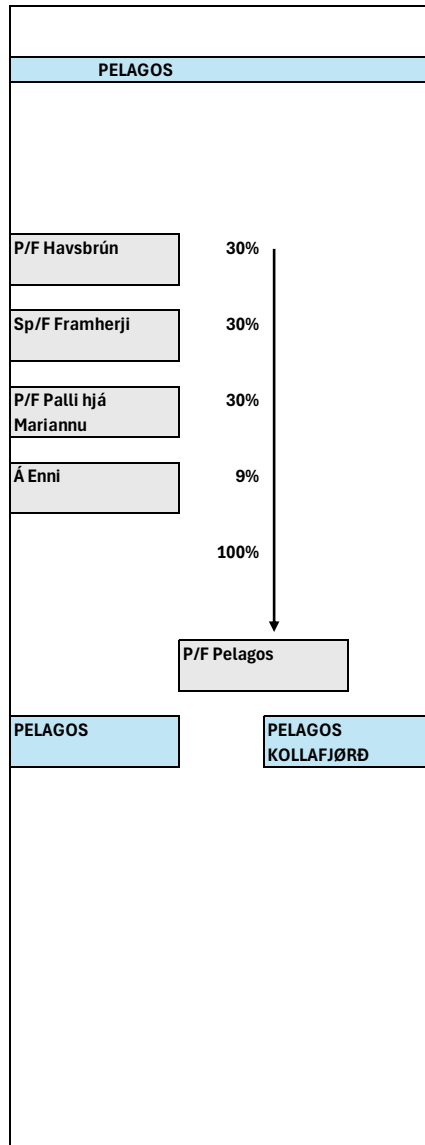 PELAGOS
P/F Havsbrún 30%
Sp/F Framherji 30%
P/F Palli hjá 30%
Mariannu
Á Enni 9%
100%
P/F Pelagos
PELAGOS
PELAGOS
KOLLAFJØRÐ